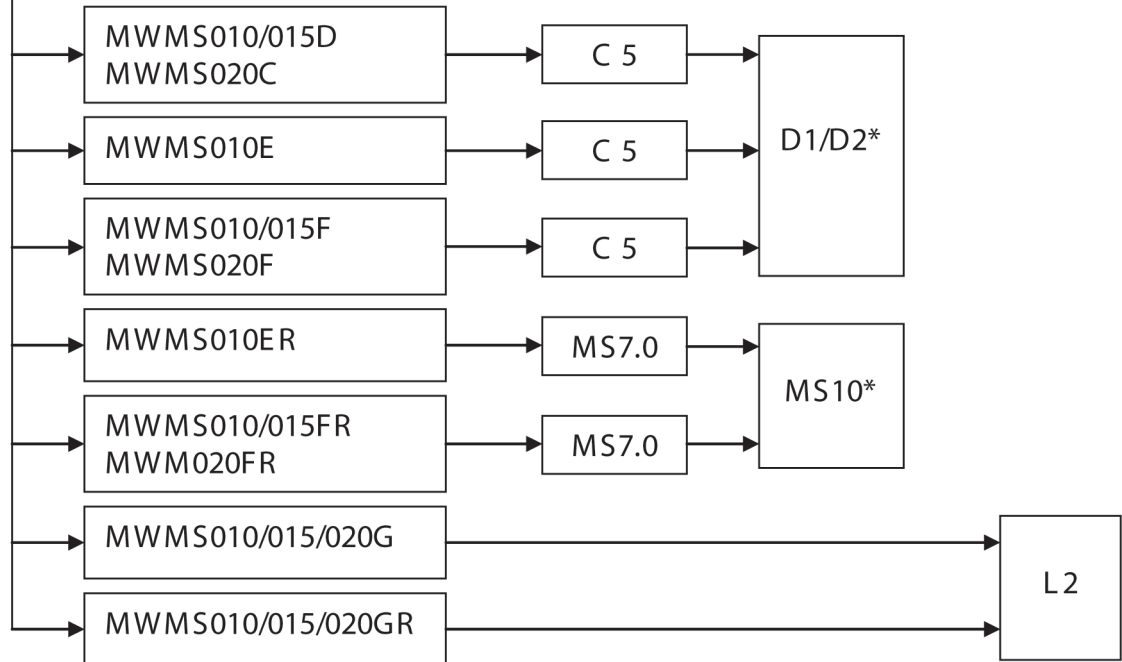 MWMS010/015D
MWMS020C
C 5
D1/D2*
MWMS010E
C 5
MWMS010/015F
MWMS020F
C 5
MWMS010ER
MS7.0
MS10*
MWMS010/015FR
MWM020FR
MS7.0
MWMS010/015/020G
L2
MWMS010/015/020GR